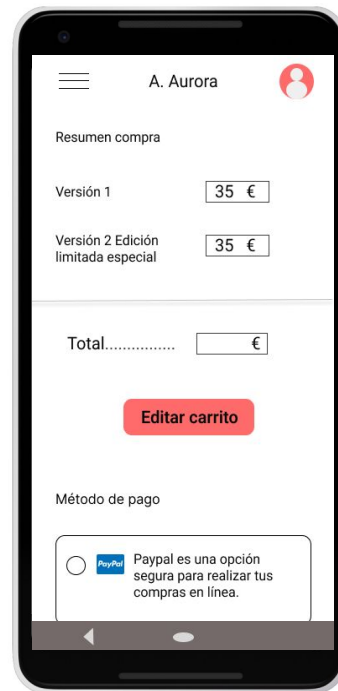 A. Aurora
Resumen compra
Versión 1
35 €
Versión 2 Edición
limitada especial
35 €
Total................
€
Editar carrito
Método de pago
PayPal
Paypal es una opción
segura para realizar tus
compras en línea.